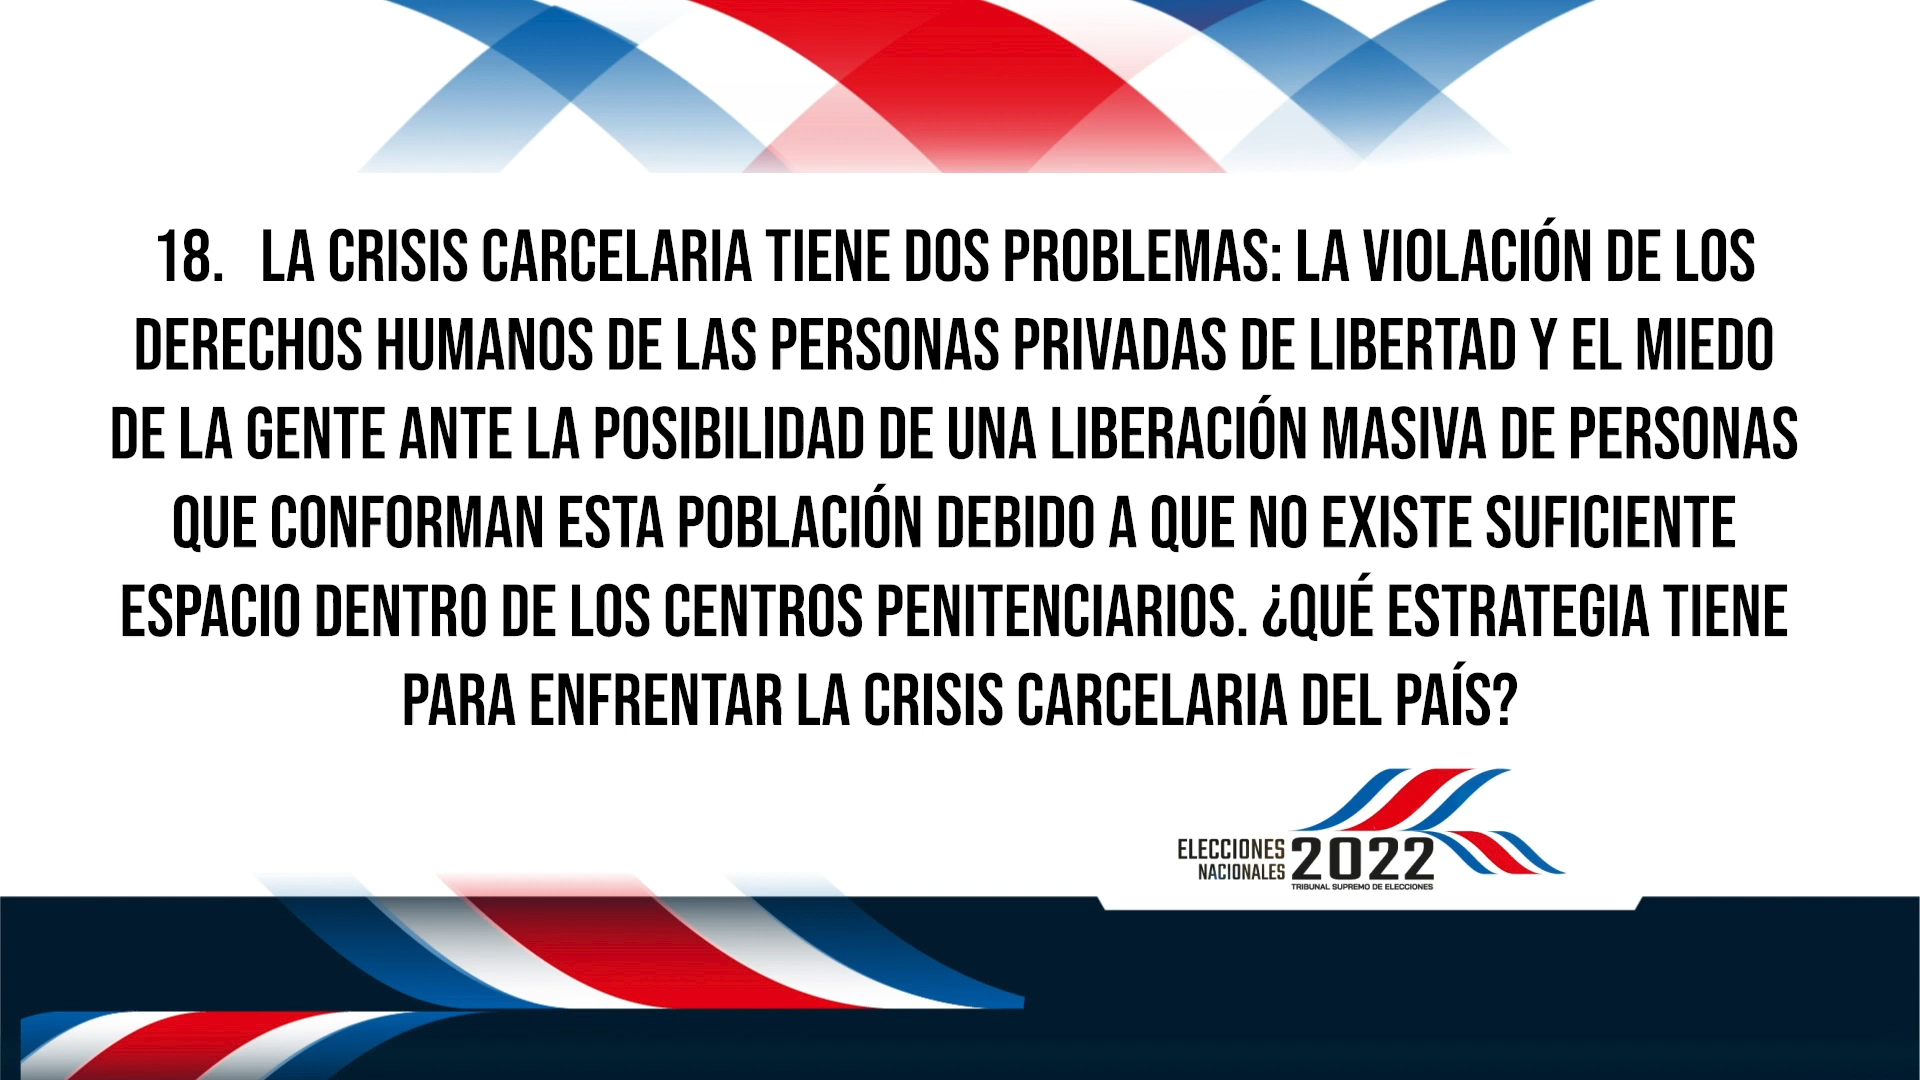 18. LA CRISIS CARCELARIA TIENE DOS PROBLEMAS: LA VIOLACIÓN DE LOS
DERECHOS HUMANOS DE LAS PERSONAS PRIVADAS DE LIBERTAD Y EL MIEDO
DE LA GENTE ANTE LA POSIBILIDAD DE UNA LIBERACIÓN MASIVA DE PERSONAS
QUE CONFORMAN ESTA POBLACIÓN DEBIDO A QUE NO EXISTE SUFICIENTE
ESPACIO DENTRO DE LOS CENTROS PENITENCIARIOS. ¿QUÉ ESTRATEGIA TIENE
PARA ENFRENTAR LA CRISIS CARCELARIA DEL PAÍS?
ELECCIONES
NACIONALES
2022
TRIBUNAL SUPREMO DE ELECCIONES